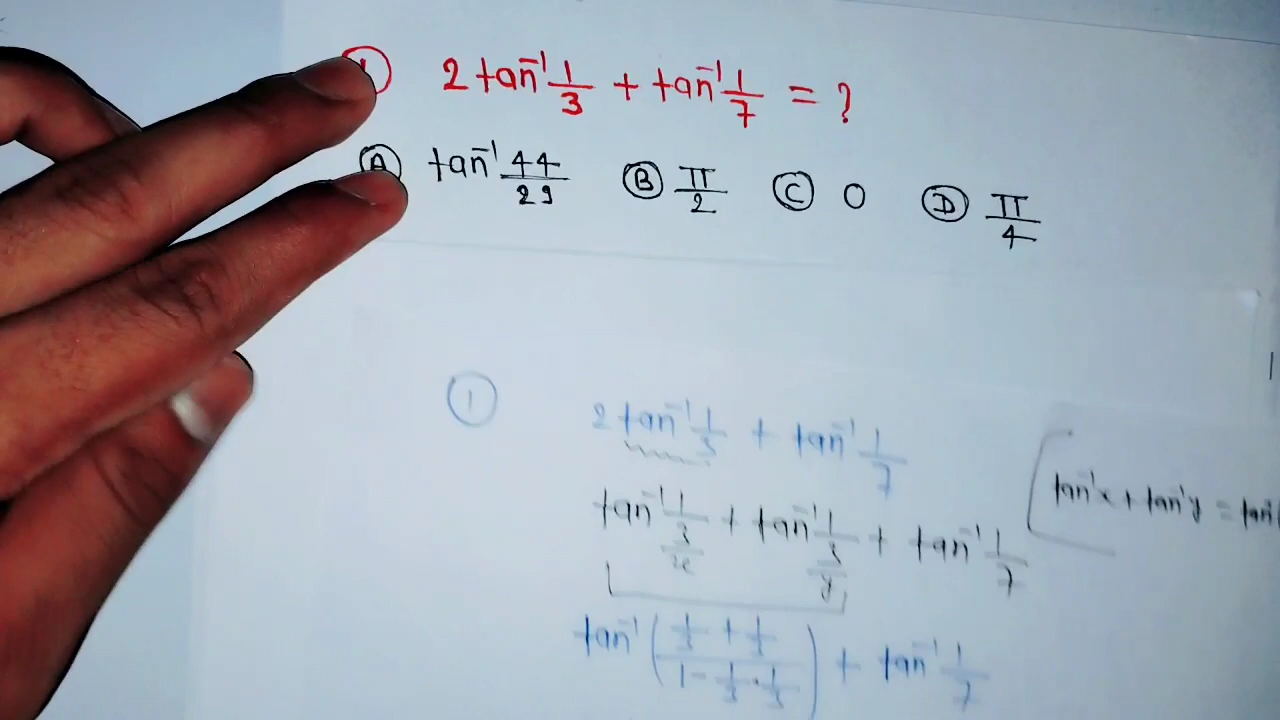 ① 2 tan⁻¹ 1/3 + tan⁻¹ 1/7 = ?
Ⓐ tan⁻¹ 44/29 Ⓑ π/2 Ⓒ 0 Ⓓ π/4
① 2 tan⁻¹ 1/3 + tan⁻¹ 1/7
tan⁻¹ 1/3 + tan⁻¹ 1/3 + tan⁻¹ 1/7 [tan⁻¹x + tan⁻¹y = tan⁻¹
x y
tan⁻¹ ( (1/3 + 1/3) / (1 - 1/3 · 1/3) ) + tan⁻¹ 1/7